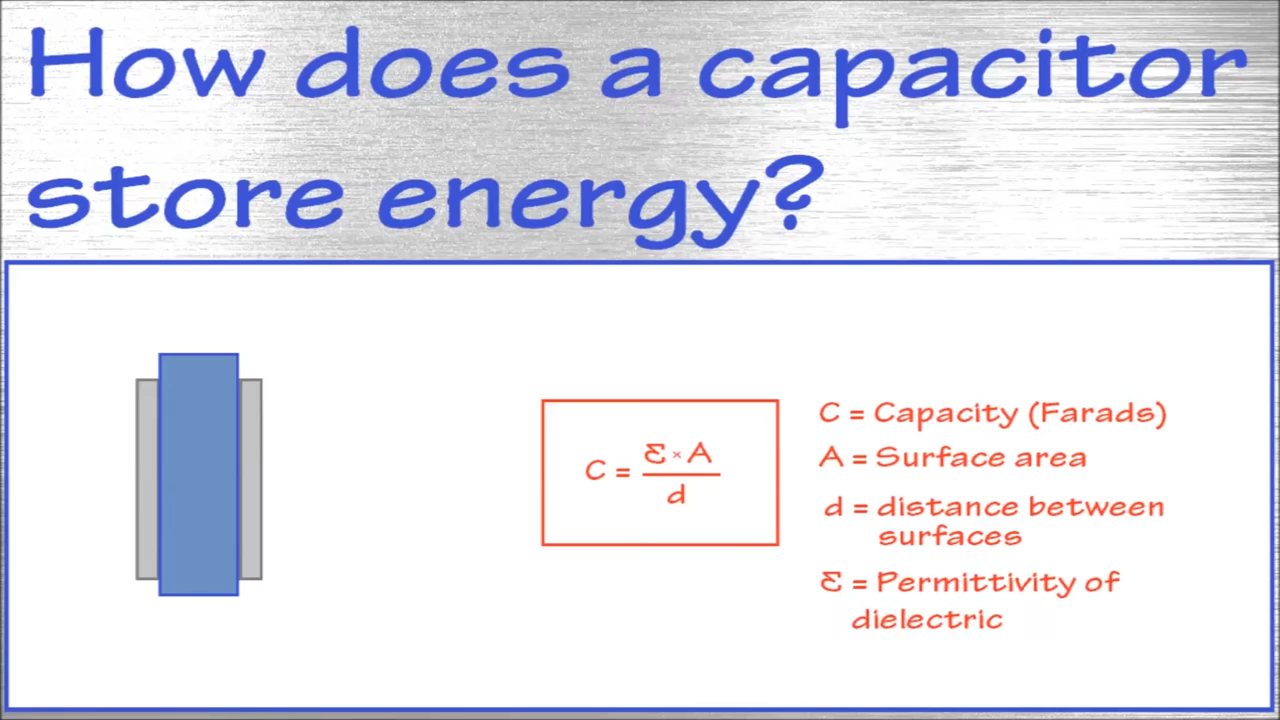 How does a capacitor
store energy?
C = ε × A
d
C = Capacity (Farads)
A = Surface area
d = distance between
surfaces
ε = Permittivity of
dielectric